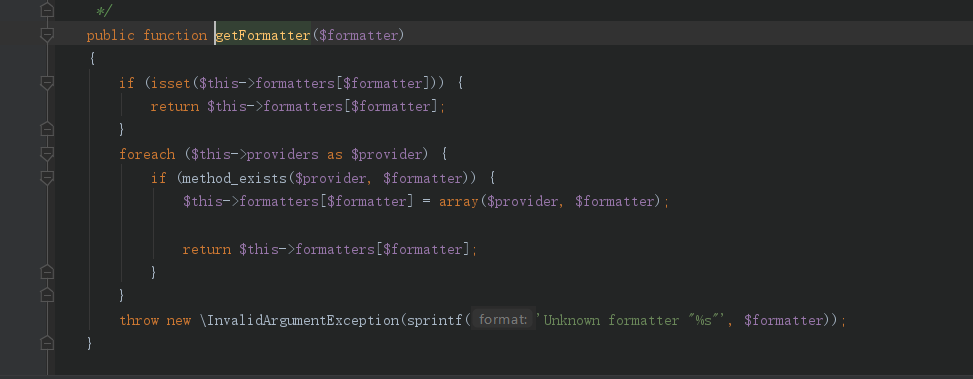 */
public function getFormatter($formatter)
{
if (isset($this->formatters[$formatter])) {
return $this->formatters[$formatter];
}
foreach ($this->providers as $provider) {
if (method_exists($provider, $formatter)) {
$this->formatters[$formatter] = array($provider, $formatter);
return $this->formatters[$formatter];
}
}
throw new \InvalidArgumentException(sprintf( format: 'Unknown formatter "%s"', $formatter));
}